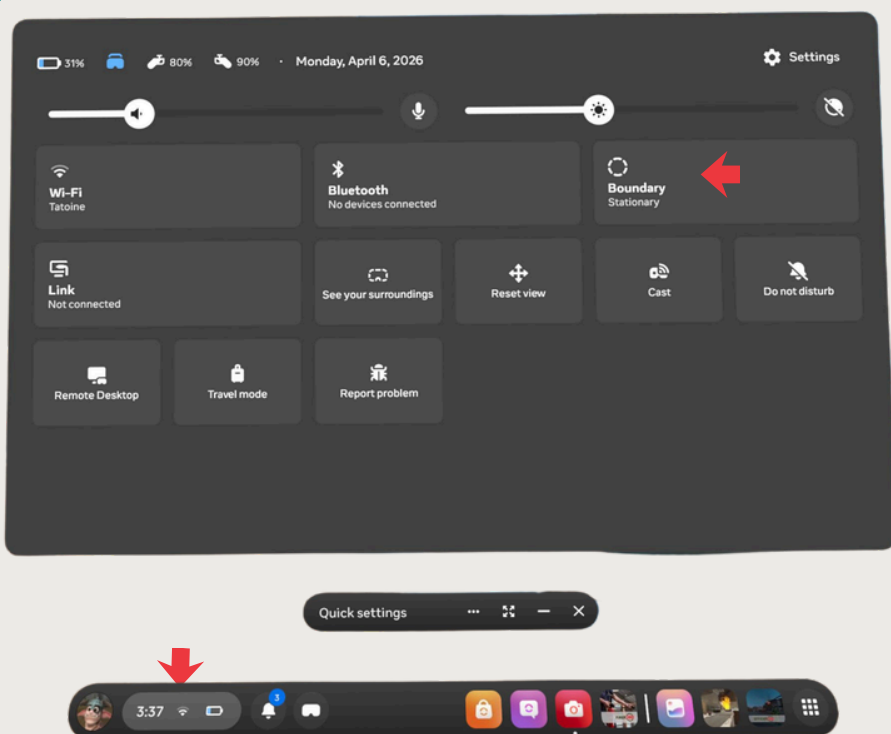 31%
80%
90%
· Monday, April 6, 2026
Settings
Wi-Fi
Tatoine
Bluetooth
No devices connected
Boundary
Stationary
Link
Not connected
See your surroundings
Reset view
Cast
Do not disturb
Remote Desktop
Travel mode
Report problem
Quick settings
3:37
3